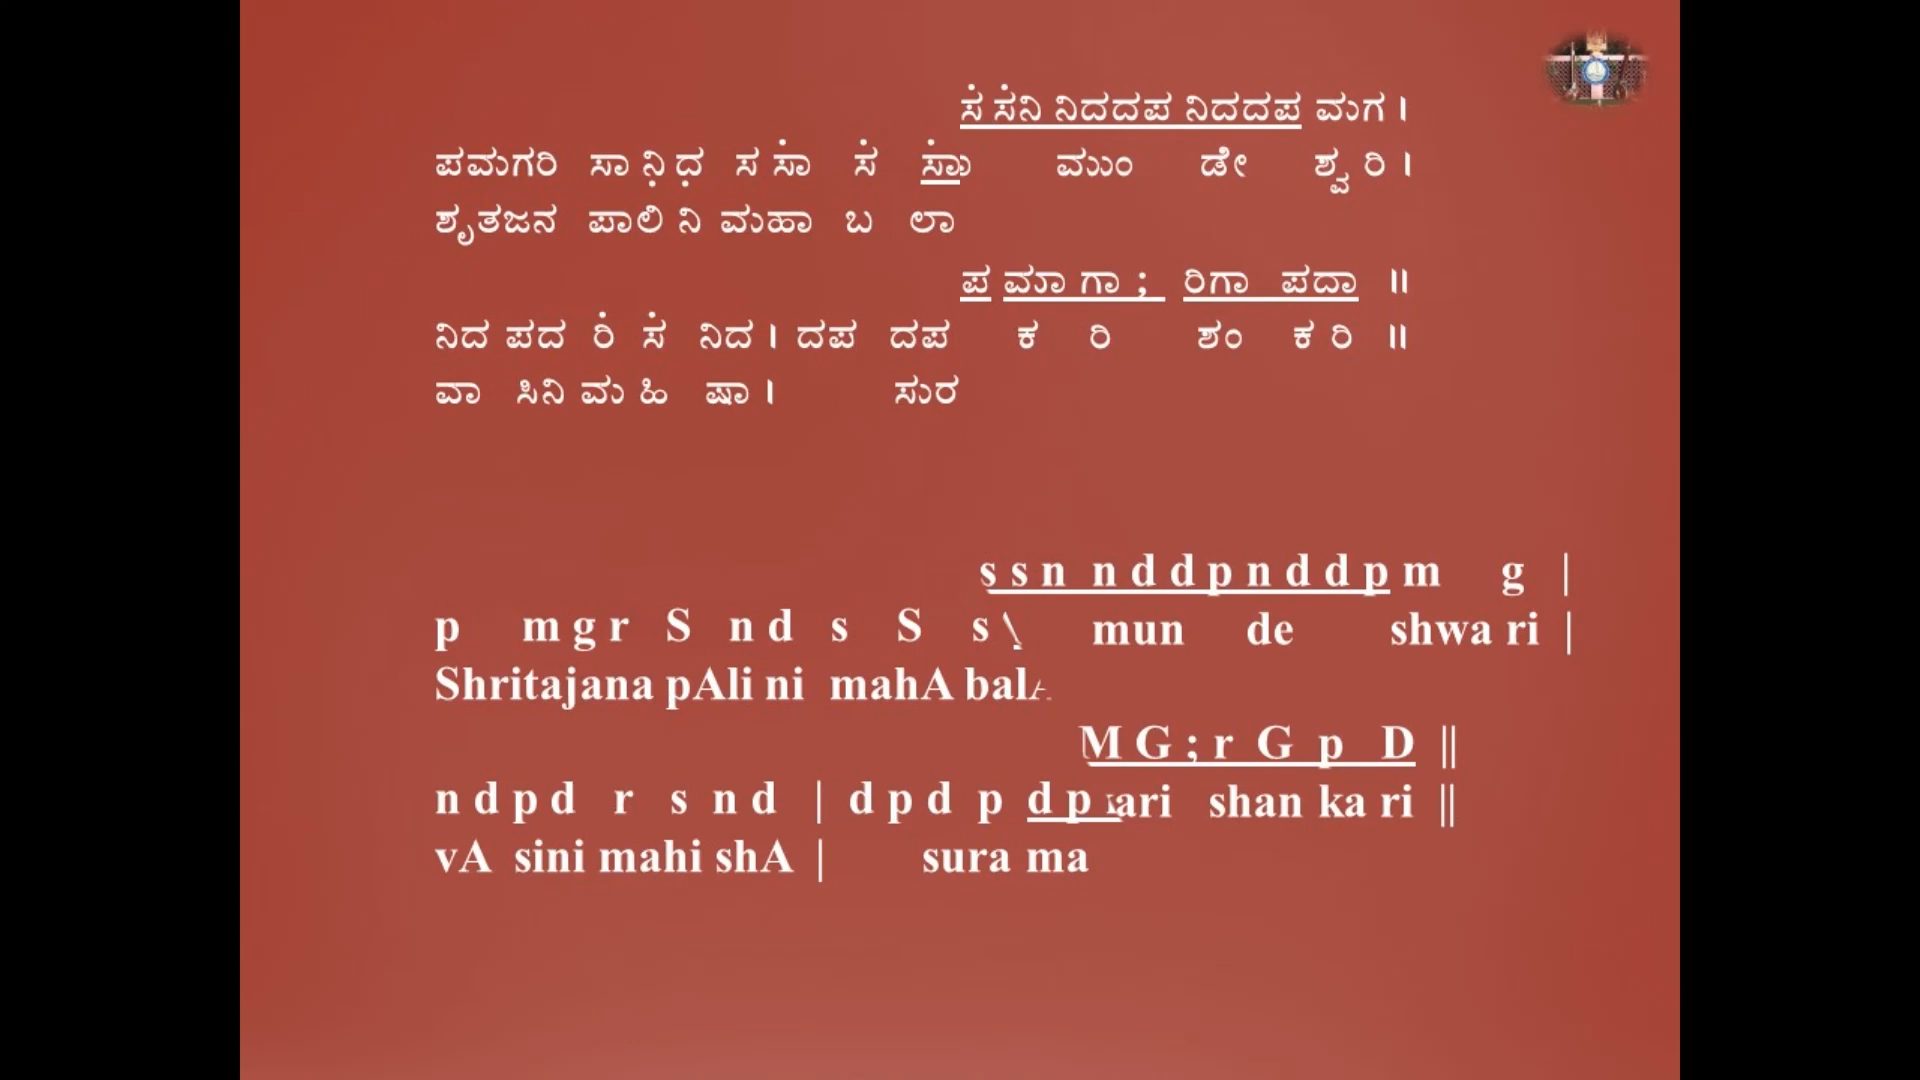 ಸ̇ ಸ̇ನಿ ನಿದದಪ ನಿದದಪ ಮಗ ।
ಪಮಗರಿ ಸಾ ನಿ̣ ದ̣ ಸ ಸಾ̇ ಸ̇ ಮುಂ ಡೇ ಶ್ವ ರಿ ।
ಶೃತಜನ ಪಾಲಿ ನಿ ಮಹಾ ಬ ಲಾ
ಪ ಮಾ ಗಾ ; ರಿಗಾ ಪದಾ ॥
ನಿದ ಪದ ರಿ̇ ಸ̇ ನಿದ । ದಪ ದಪ ಕ ರಿ ಶಂ ಕ ರಿ ॥
ವಾ ಸಿನಿ ಮ ಹಿ ಷಾ । ಸುರ
s s n n d d p n d d p m g |
p m g r S n d s S s mun de shwa ri |
Shritajana pAli ni mahA
M G ; r G p D ||
n d p d r s n d | d p d p d p ari shan ka ri ||
vA sini mahi shA | sura ma